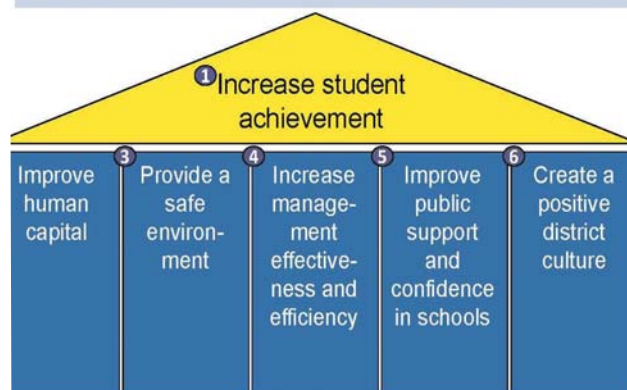 1 Increase student
achievement
Improve
human
capital
3 Provide a
safe
environ-
ment
4 Increase
manage-
ment
effective-
ness and
efficiency
5 Improve
public
support
and
confidence
in schools
6 Create a
positive
district
culture